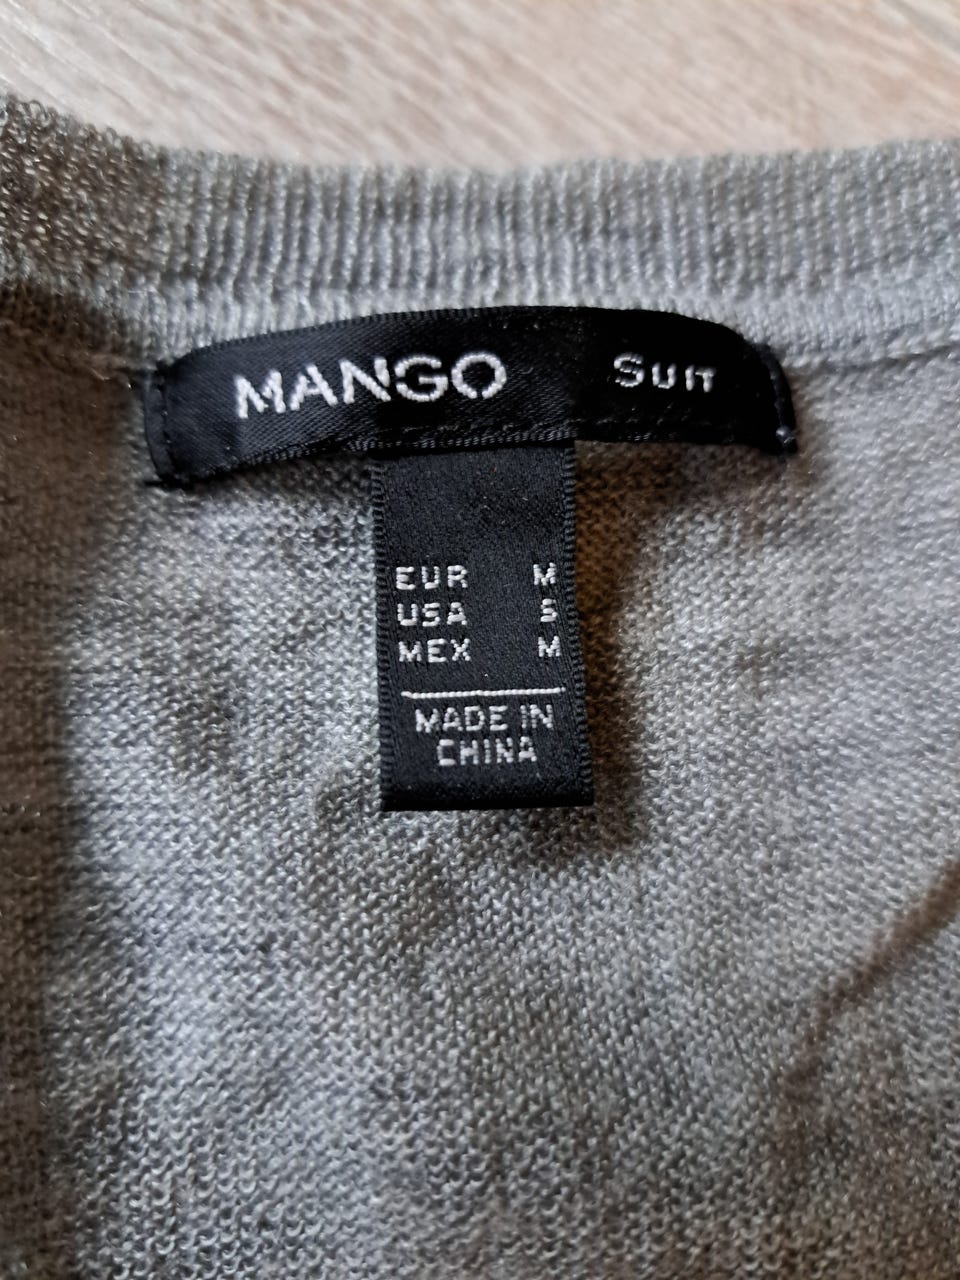 MANGO SUIT
EUR M
USA S
MEX M
MADE IN
CHINA